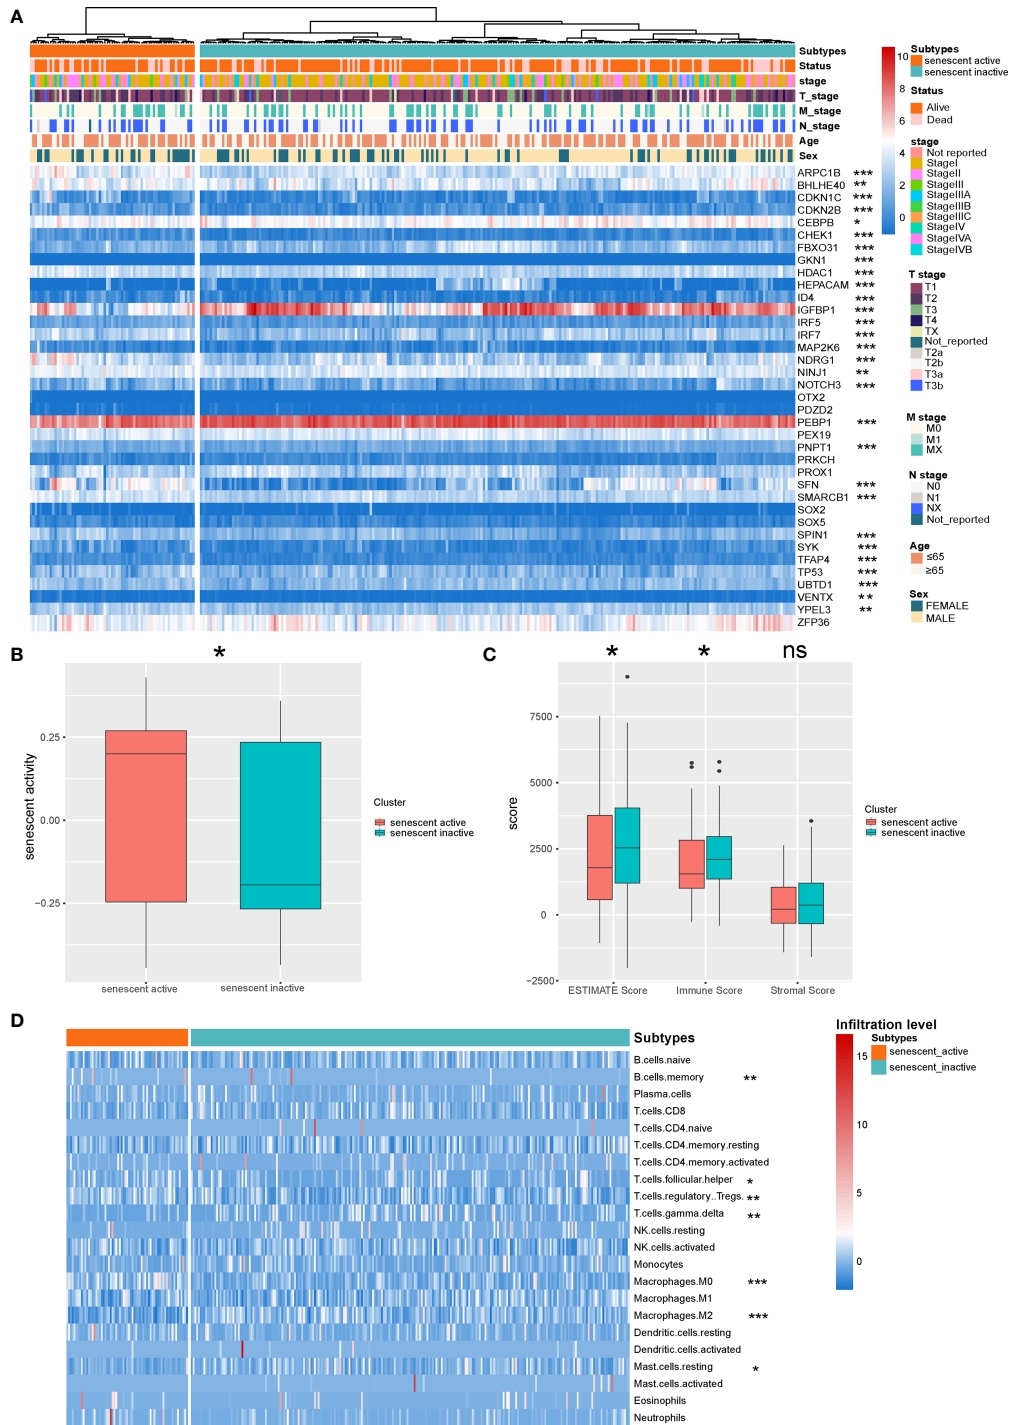 A
Subtypes
Status
stage
T_stage
M_stage
N_stage
Age
Sex
ARPC1B ***
BHLHE40 **
CDKN1C ***
CDKN2B ***
CEBPB *
CHEK1 ***
FBXO31 ***
GKN1 ***
HDAC1 ***
HEPACAM ***
ID4 ***
IGFBP1 ***
IRF5 ***
IRF7 ***
MAP2K6 ***
NDRG1 ***
NINJ1 **
NOTCH3 ***
OTX2
PDZD2
PEBP1 ***
PEX19
PNPT1 ***
PRKCH
PROX1
SFN ***
SMARCB1 ***
SOX2
SOX5
SPIN1 ***
SYK ***
TFAP4 ***
TP53 ***
UBTD1 ***
VENTX **
YPEL3 **
ZFP36
10
8
6
4
2
0
Subtypes
senescent active
senescent inactive
Status
Alive
Dead
stage
Not reported
StageI
StageII
StageIII
StageIIIA
StageIIIB
StageIIIC
StageIV
StageIVA
StageIVB
T stage
T1
T2
T3
T4
TX
Not_reported
T2a
T2b
T3a
T3b
M stage
M0
M1
MX
N stage
N0
N1
NX
Not_reported
Age
≤65
≥65
Sex
FEMALE
MALE
B
*
senescent activity
0.25
0.00
−0.25
senescent active
senescent inactive
Cluster
senescent active
senescent inactive
C
* * ns
score
7500
5000
2500
0
−2500
ESTIMATE Score
Immune Score
Stromal Score
Cluster
senescent active
senescent inactive
D
Subtypes
B.cells.naive
B.cells.memory **
Plasma.cells
T.cells.CD8
T.cells.CD4.naive
T.cells.CD4.memory.resting
T.cells.CD4.memory.activated
T.cells.follicular.helper *
T.cells.regulatory..Tregs. **
T.cells.gamma.delta **
NK.cells.resting
NK.cells.activated
Monocytes
Macrophages.M0 ***
Macrophages.M1
Macrophages.M2 ***
Dendritic.cells.resting
Dendritic.cells.activated
Mast.cells.resting *
Mast.cells.activated
Eosinophils
Neutrophils
Infiltration level
15
10
5
0
Subtypes
senescent_active
senescent_inactive